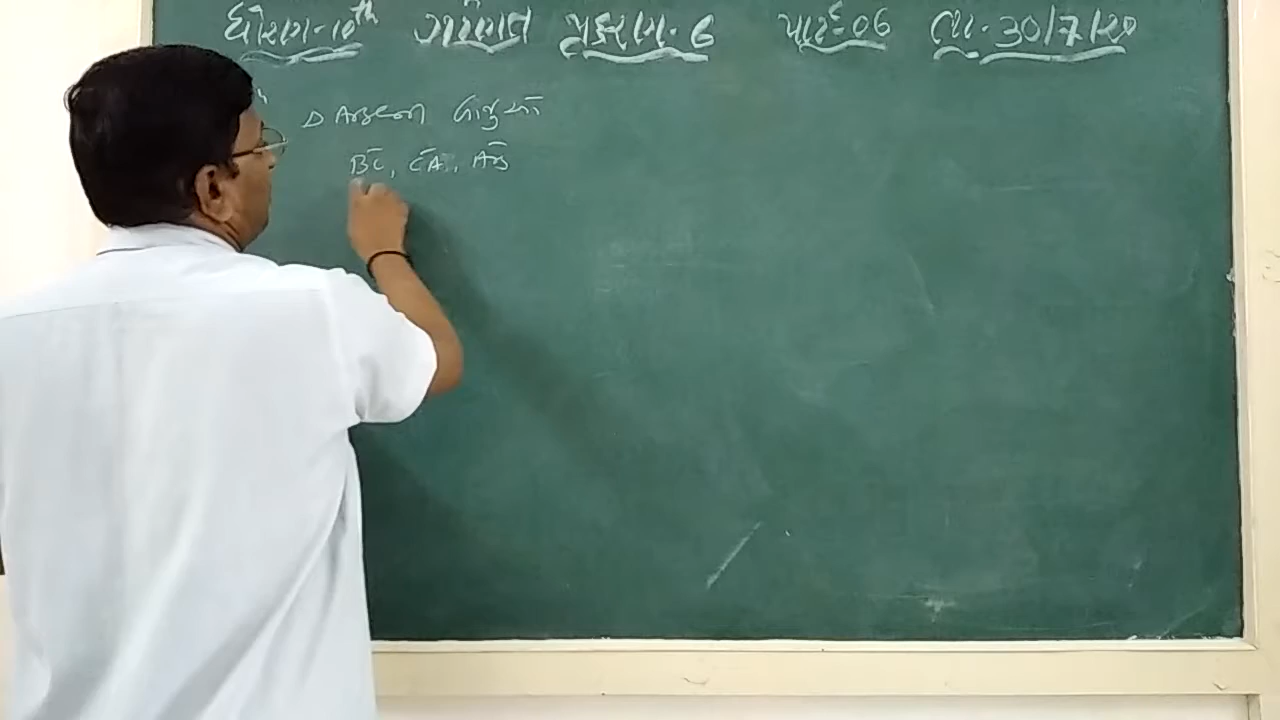 ધોરણ-10th ગણિત પ્રકરણ-6 પાર્ટ-06 તા.-30/7/20
Δ ABCની બાજુઓ
BC, CA, AB